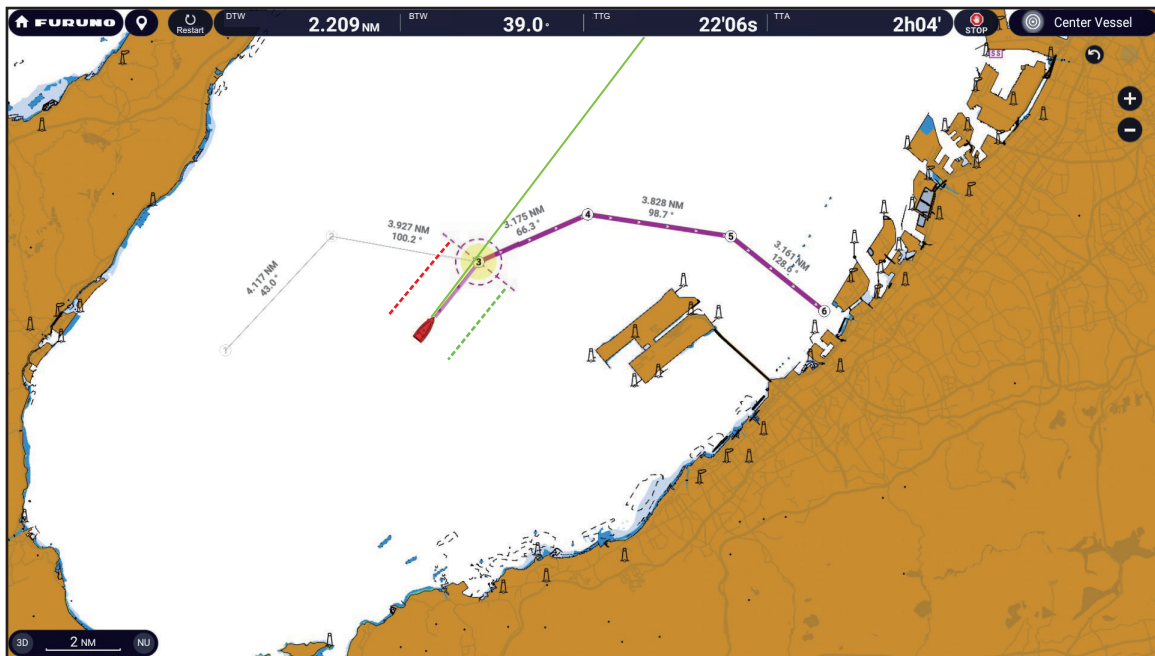 FURUNO
Restart
DTW
2.209 NM
BTW
39.0°
TTG
22'06s
TTA
2h04'
STOP
Center Vessel
SS
+
−
4.117 NM
43.0 °
3.927 NM
100.2 °
3.175 NM
66.3 °
3.828 NM
98.7 °
3.161 NM
128.6 °
1
2
3
4
5
6
3D
2 NM
NU